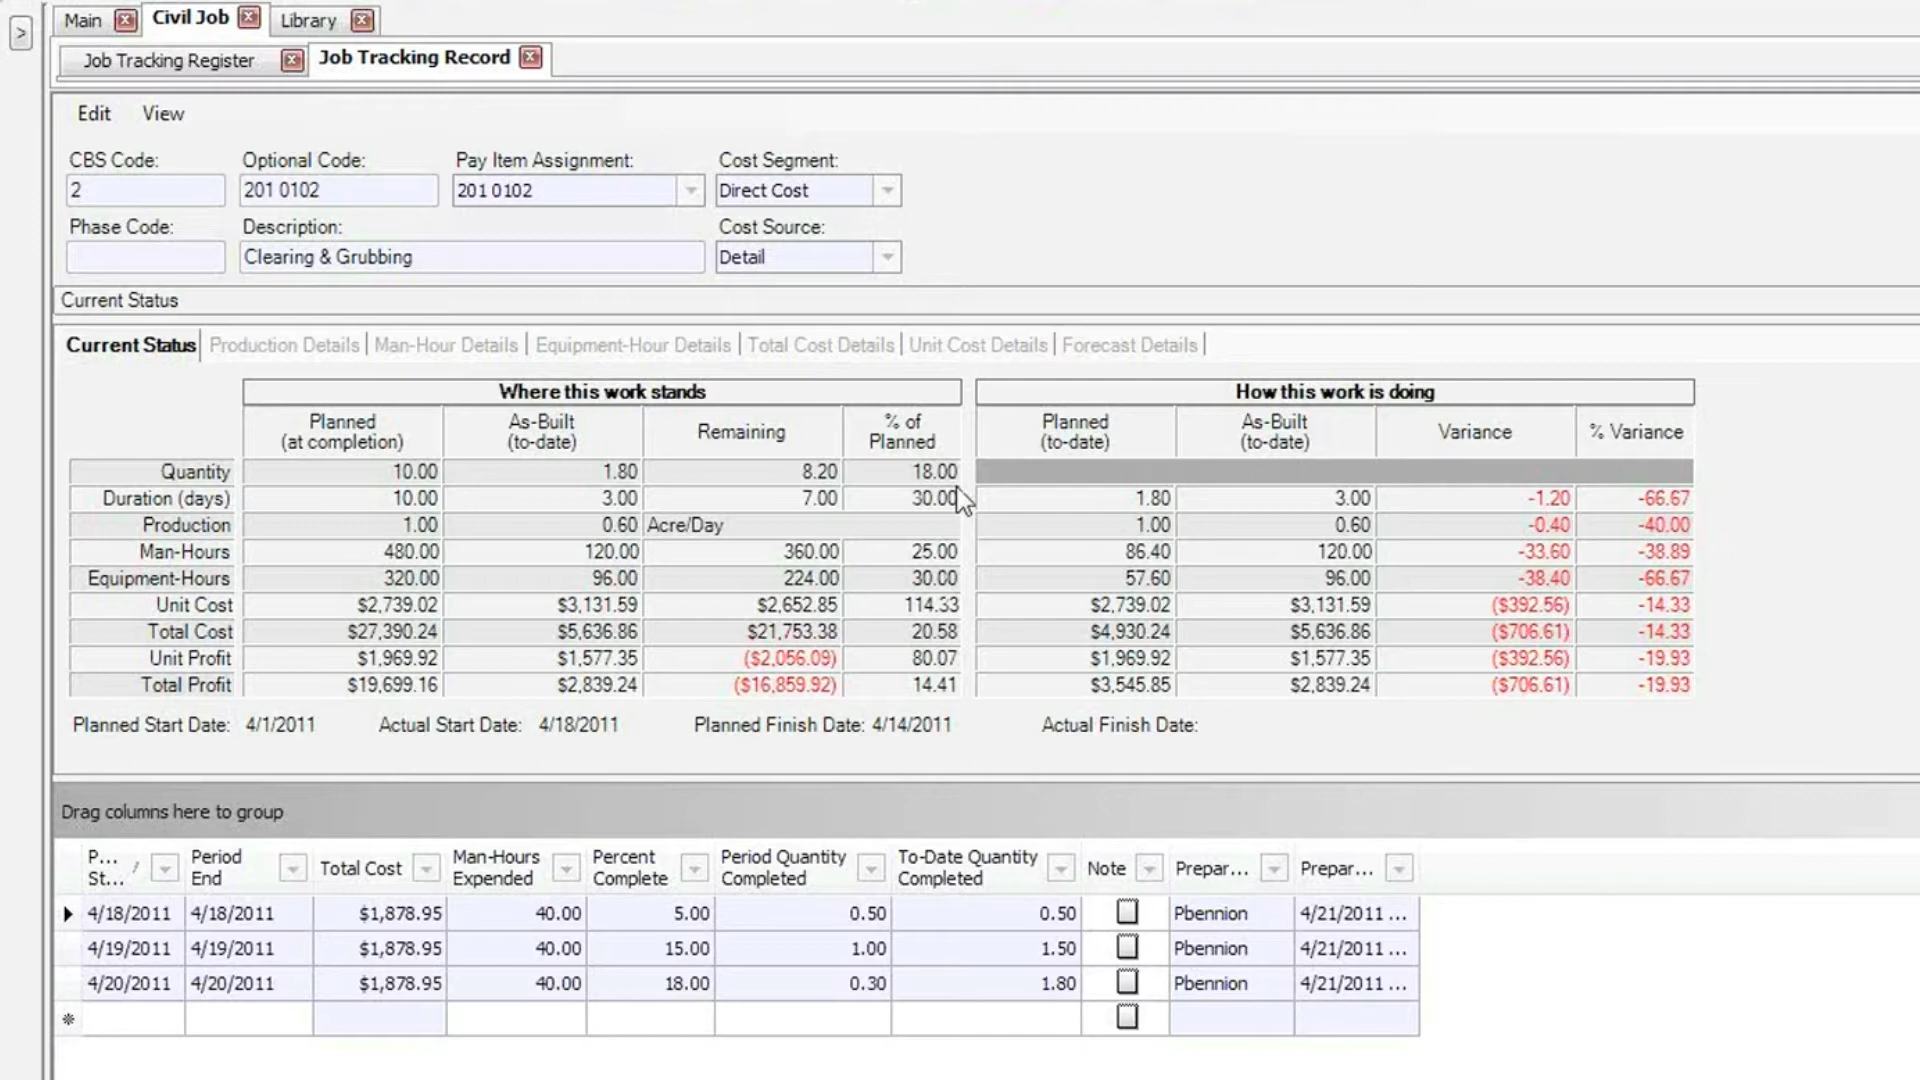 >
Main Civil Job Library
Job Tracking Register Job Tracking Record
Edit View
CBS Code: Optional Code: Pay Item Assignment: Cost Segment:
2 201 0102 201 0102 Direct Cost
Phase Code: Description: Cost Source:
Clearing & Grubbing Detail
Current Status
Current Status Production Details Man-Hour Details Equipment-Hour Details Total Cost Details Unit Cost Details Forecast Details
Where this work stands How this work is doing
Planned (at completion) As-Built (to-date) Remaining % of Planned Planned (to-date) As-Built (to-date) Variance % Variance
Quantity 10.00 1.80 8.20 18.00
Duration (days) 10.00 3.00 7.00 30.00 1.80 3.00 -1.20 -66.67
Production 1.00 0.60 Acre/Day 1.00 0.60 -0.40 -40.00
Man-Hours 480.00 120.00 360.00 25.00 86.40 120.00 -33.60 -38.89
Equipment-Hours 320.00 96.00 224.00 30.00 57.60 96.00 -38.40 -66.67
Unit Cost $2,739.02 $3,131.59 $2,652.85 114.33 $2,739.02 $3,131.59 ($392.56) -14.33
Total Cost $27,390.24 $5,636.86 $21,753.38 20.58 $4,930.24 $5,636.86 ($706.61) -14.33
Unit Profit $1,969.92 $1,577.35 ($2,056.09) 80.07 $1,969.92 $1,577.35 ($392.56) -19.93
Total Profit $19,699.16 $2,839.24 ($16,859.92) 14.41 $3,545.85 $2,839.24 ($706.61) -19.93
Planned Start Date: 4/1/2011 Actual Start Date: 4/18/2011 Planned Finish Date: 4/14/2011 Actual Finish Date:
Drag columns here to group
P... St... Period End Total Cost Man-Hours Expended Percent Complete Period Quantity Completed To-Date Quantity Completed Note Prepar... Prepar...
4/18/2011 4/18/2011 $1,878.95 40.00 5.00 0.50 0.50 Pbennion 4/21/2011 ...
4/19/2011 4/19/2011 $1,878.95 40.00 15.00 1.00 1.50 Pbennion 4/21/2011 ...
4/20/2011 4/20/2011 $1,878.95 40.00 18.00 0.30 1.80 Pbennion 4/21/2011 ...